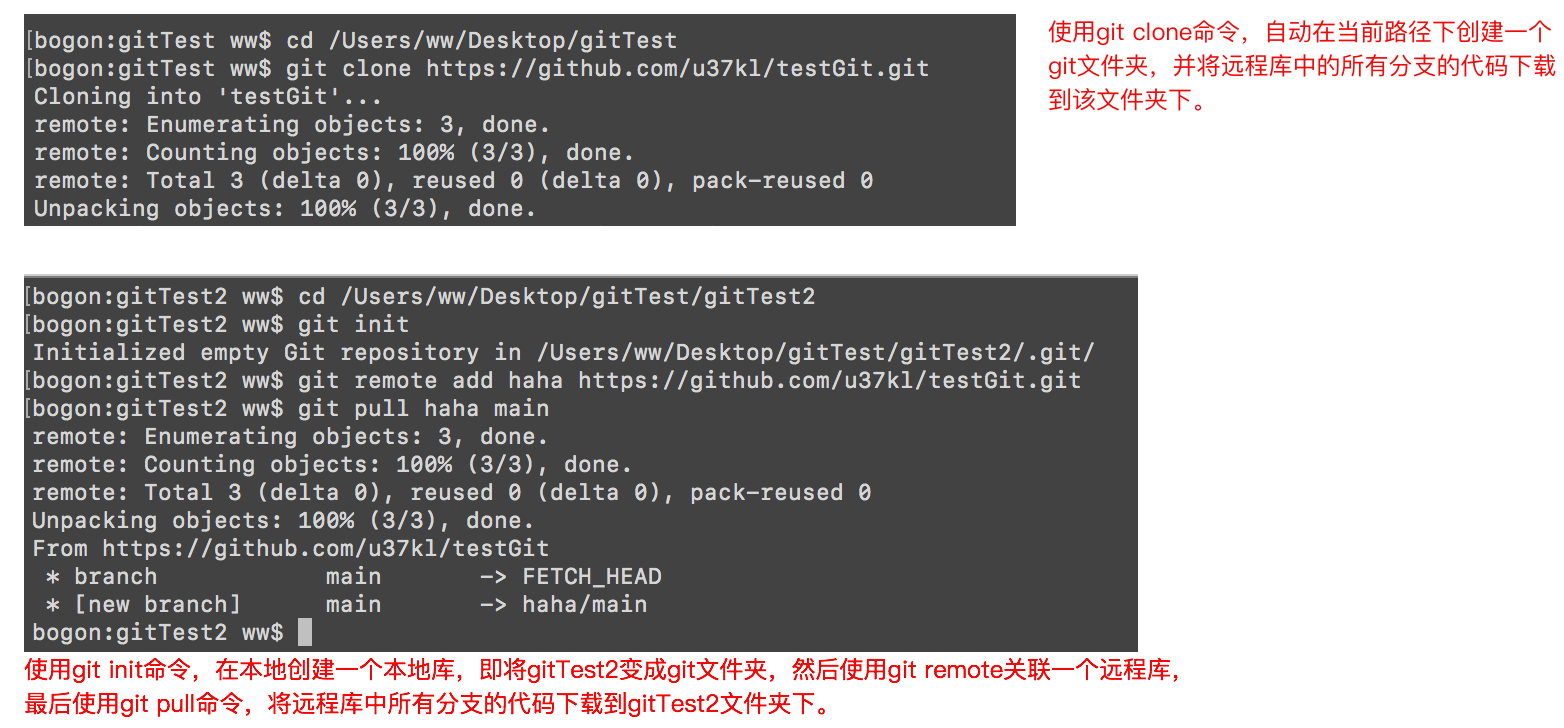 [bogon:gitTest ww$ cd /Users/ww/Desktop/gitTest
[bogon:gitTest ww$ git clone https://github.com/u37kl/testGit.git
Cloning into 'testGit'...
remote: Enumerating objects: 3, done.
remote: Counting objects: 100% (3/3), done.
remote: Total 3 (delta 0), reused 0 (delta 0), pack-reused 0
Unpacking objects: 100% (3/3), done.
使用git clone命令，自动在当前路径下创建一个
git文件夹，并将远程库中的所有分支的代码下载
到该文件夹下。
[bogon:gitTest2 ww$ cd /Users/ww/Desktop/gitTest/gitTest2
[bogon:gitTest2 ww$ git init
Initialized empty Git repository in /Users/ww/Desktop/gitTest/gitTest2/.git/
[bogon:gitTest2 ww$ git remote add haha https://github.com/u37kl/testGit.git
[bogon:gitTest2 ww$ git pull haha main
remote: Enumerating objects: 3, done.
remote: Counting objects: 100% (3/3), done.
remote: Total 3 (delta 0), reused 0 (delta 0), pack-reused 0
Unpacking objects: 100% (3/3), done.
From https://github.com/u37kl/testGit
 * branch            main       -> FETCH_HEAD
 * [new branch]      main       -> haha/main
bogon:gitTest2 ww$
使用git init命令，在本地创建一个本地库，即将gitTest2变成git文件夹，然后使用git remote关联一个远程库，
最后使用git pull命令，将远程库中所有分支的代码下载到gitTest2文件夹下。